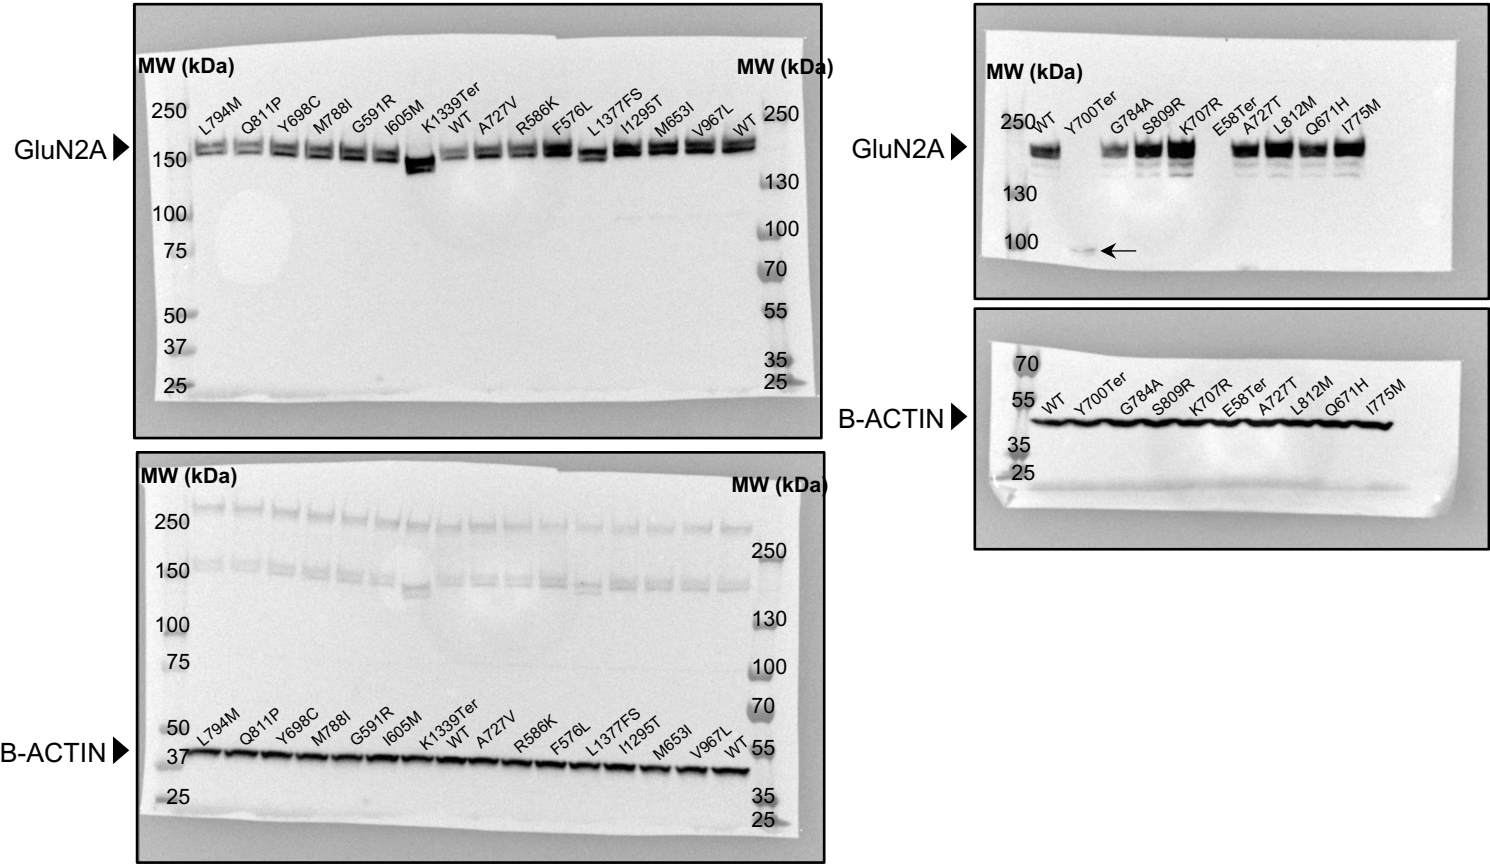 MW (kDa)
MW (kDa)
250
150
100
75
50
37
25
L794M
Q811P
Y698C
M788I
G591R
I605M
K1339Ter
WT
A727V
R586K
F576L
L1377FS
I1295T
M653I
V967L
WT
250
130
100
70
55
35
25
GluN2A
MW (kDa)
250
130
100
WT
Y700Ter
G784A
S809R
K707R
E58Ter
A727T
L812M
Q671H
I775M
GluN2A
70
55
35
25
WT
Y700Ter
G784A
S809R
K707R
E58Ter
A727T
L812M
Q671H
I775M
B-ACTIN
MW (kDa)
MW (kDa)
250
150
100
75
50
37
25
L794M
Q811P
Y698C
M788I
G591R
I605M
K1339Ter
WT
A727V
R586K
F576L
L1377FS
I1295T
M653I
V967L
WT
250
130
100
70
55
35
25
B-ACTIN